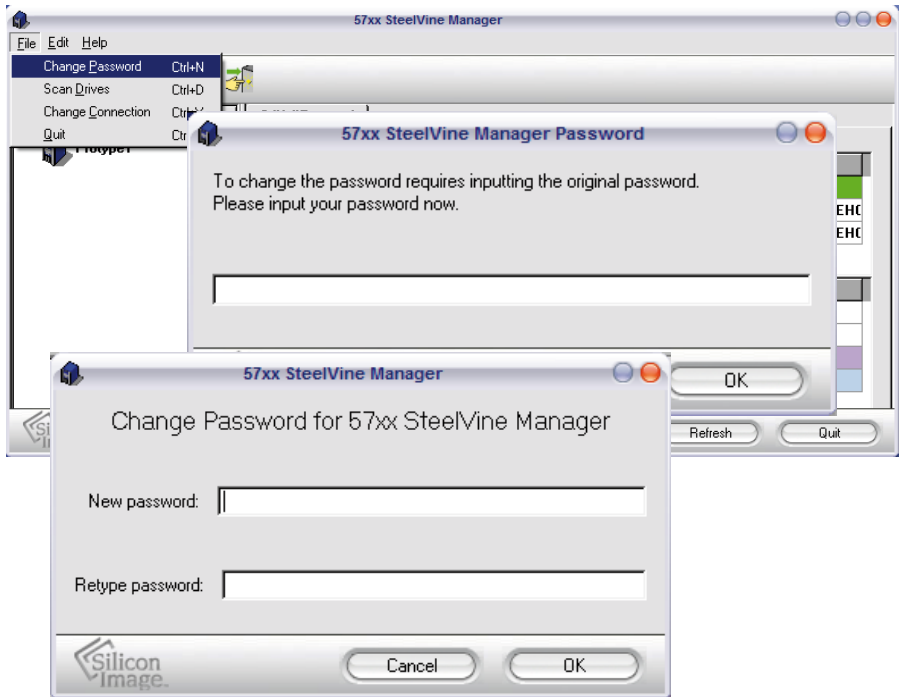 57xx SteelVine Manager
File Edit Help
Change Password Ctrl+N
Scan Drives Ctrl+D
Change Connection
Quit
57xx SteelVine Manager Password
To change the password requires inputting the original password.
Please input your password now.
OK
Refresh Quit
57xx SteelVine Manager
Change Password for 57xx SteelVine Manager
New password:
Retype password:
Silicon
Image.
Cancel OK